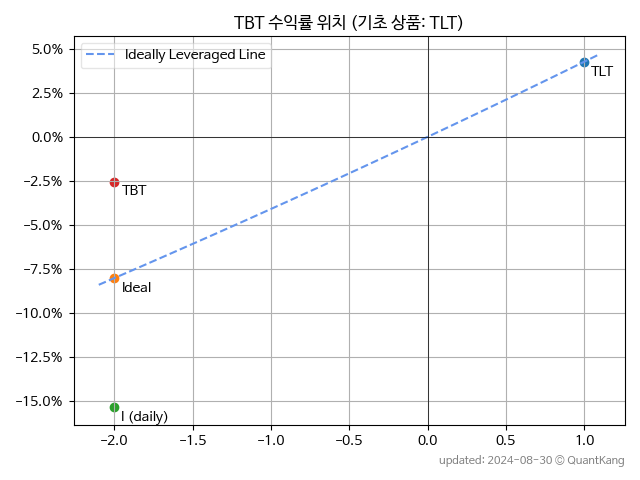 TBT 수익률 위치 (기초 상품: TLT)
Ideally Leveraged Line
5.0%
2.5%
0.0%
−2.5%
−5.0%
−7.5%
−10.0%
−12.5%
−15.0%
TLT
TBT
Ideal
I (daily)
−2.0 −1.5 −1.0 −0.5 0.0 0.5 1.0
updated: 2024-08-30 © QuantKang